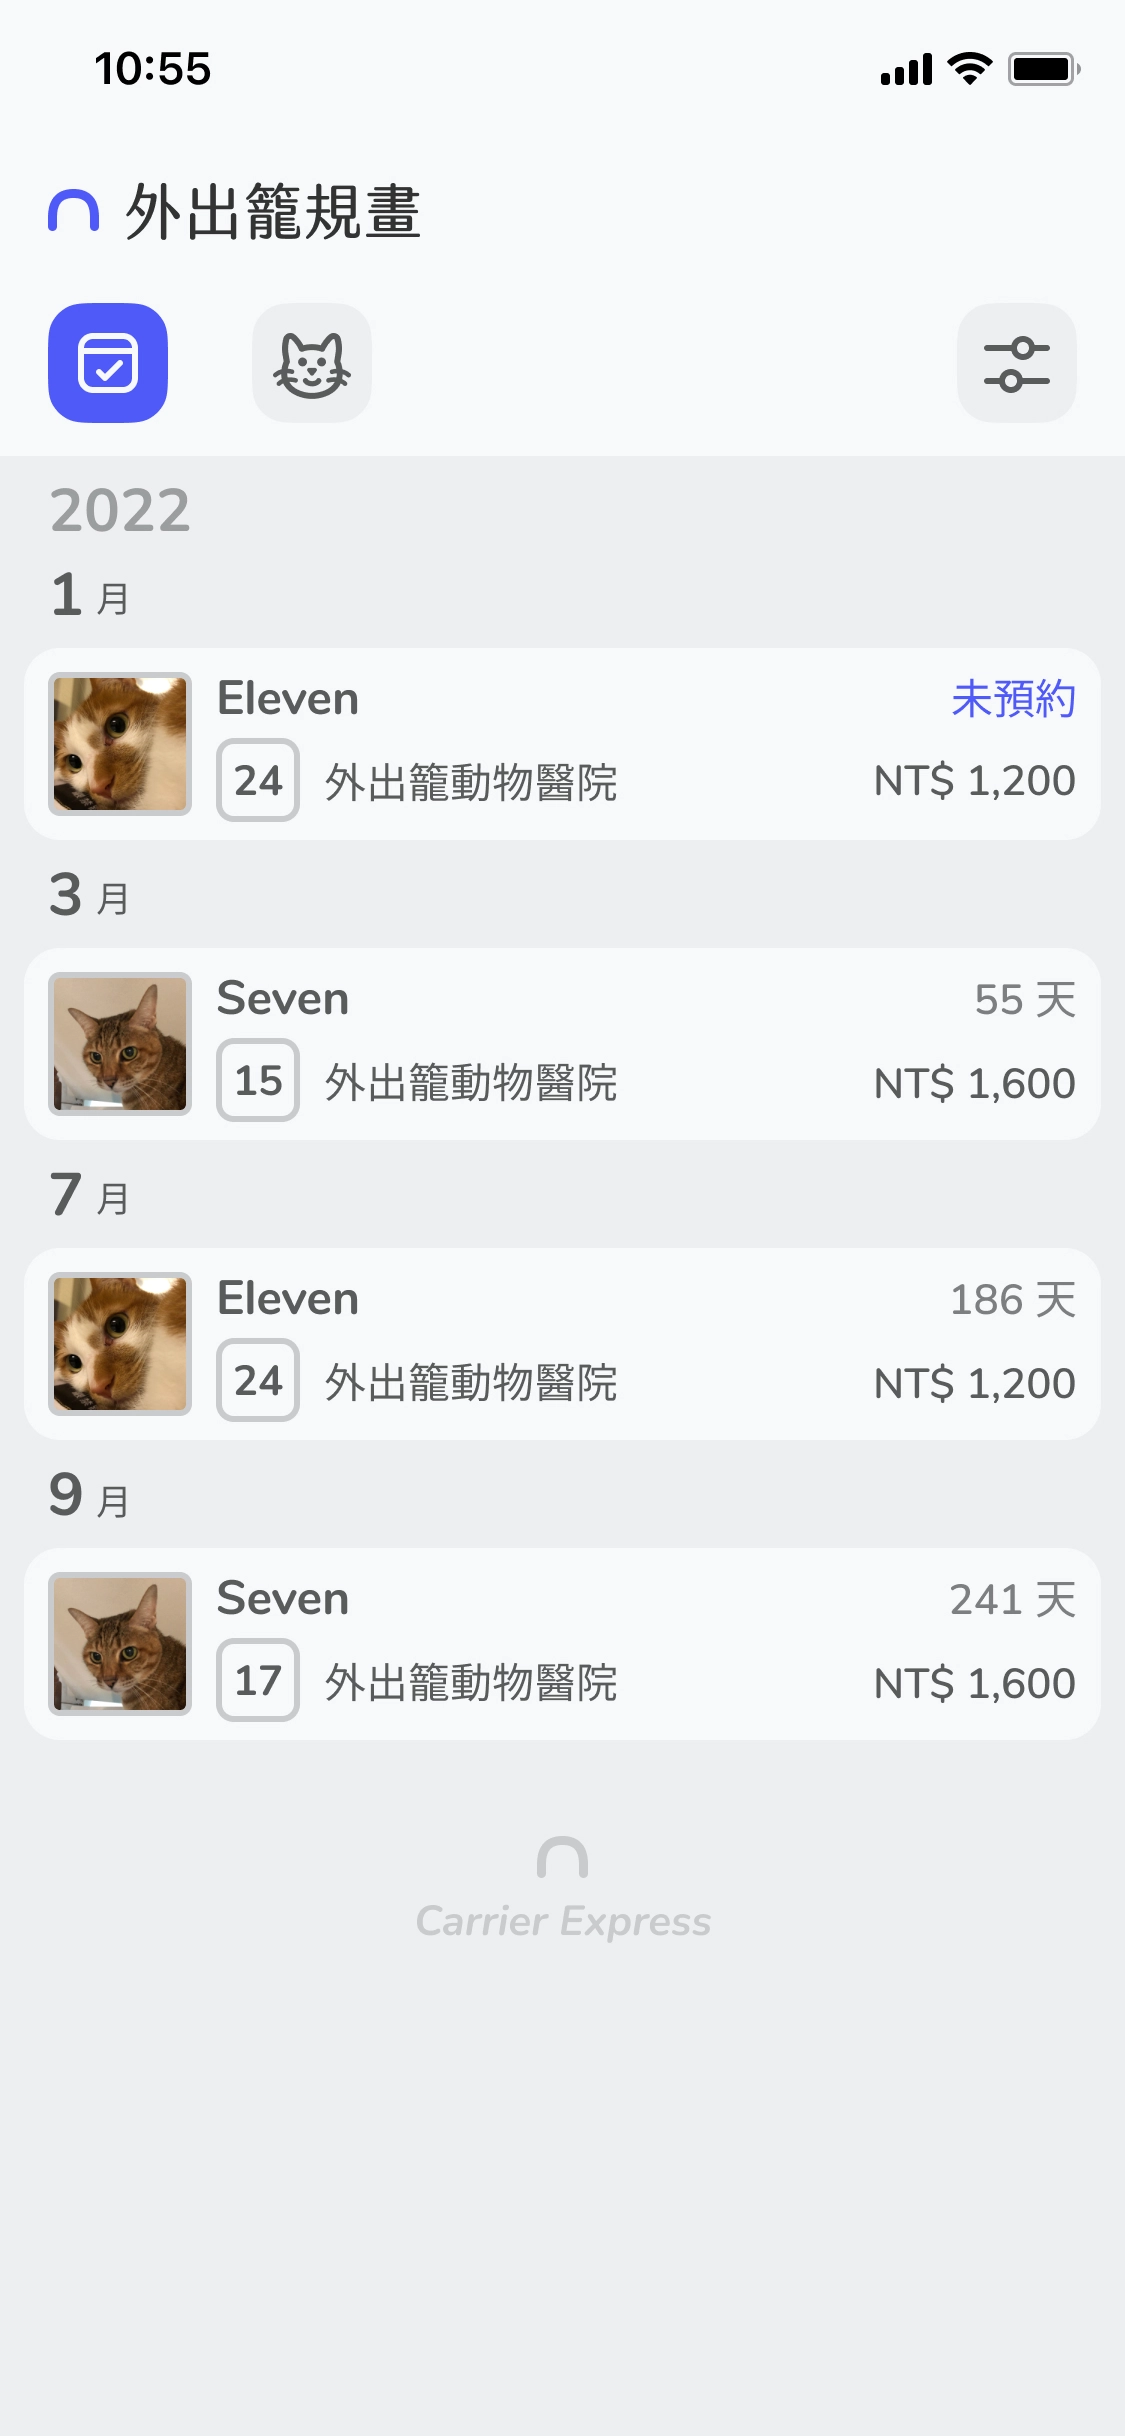 10:55
外出籠規畫
2022
1 月
Eleven
未預約
24 外出籠動物醫院 NT$ 1,200
3 月
Seven
55 天
15 外出籠動物醫院 NT$ 1,600
7 月
Eleven
186 天
24 外出籠動物醫院 NT$ 1,200
9 月
Seven
241 天
17 外出籠動物醫院 NT$ 1,600
Carrier Express